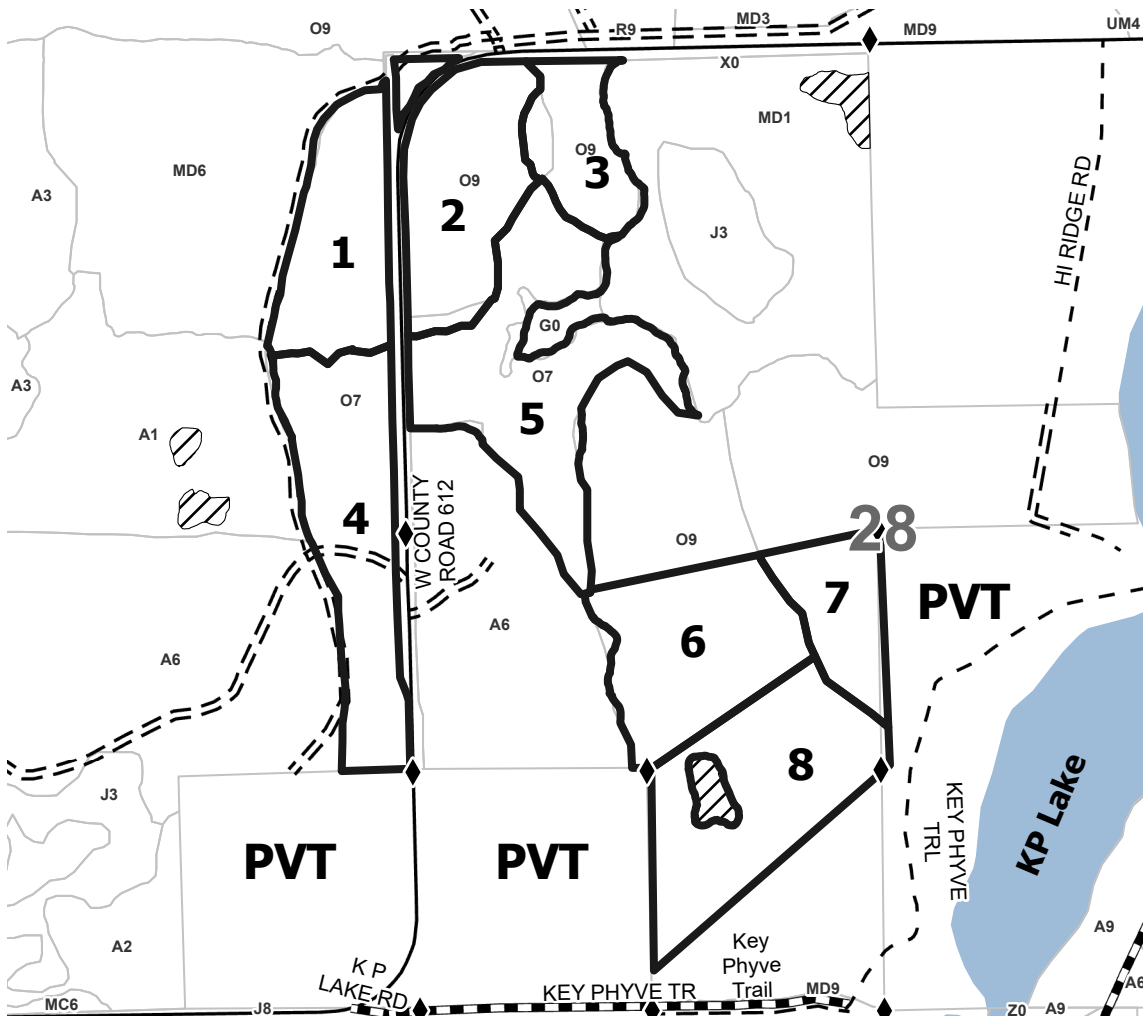 O9
R9
MD3
MD9
UM4
X0
MD1
MD6
A3
O9
O9
3
2
1
J3
HI RIDGE RD
G0
A3
O7
O7
5
A1
O9
4
W COUNTY
ROAD 612
28
O9
7
PVT
6
A6
A6
8
J3
KEY PHYVE
TRL
KP Lake
PVT
PVT
A2
A9
Key
Phyve
Trail
K P
LAKE RD
KEY PHYVE TR
MD9
A6
MC6
J8
Z0
A9